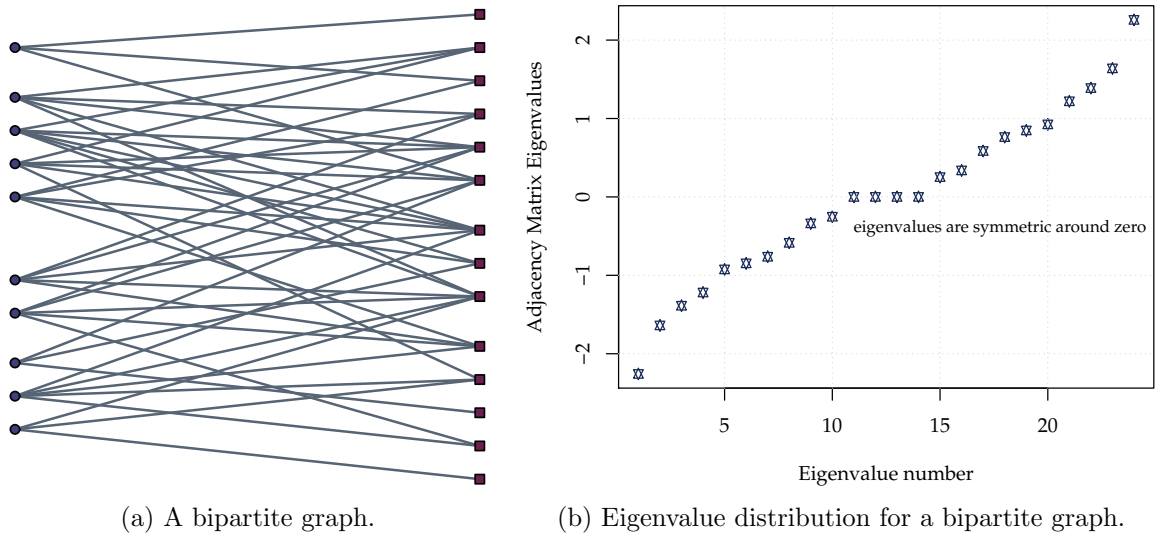 Adjacency Matrix Eigenvalues
2
1
0
−1
−2
eigenvalues are symmetric around zero
5 10 15 20
Eigenvalue number
(a) A bipartite graph.
(b) Eigenvalue distribution for a bipartite graph.